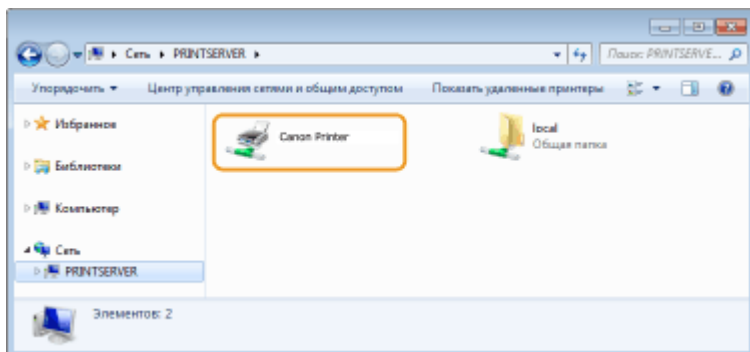 Сеть ▸ PRINTSERVER ▸
Поиск: PRINTSERVE...
Упорядочить Центр управления сетями и общим доступом Показать удаленные принтеры
Избранное
Canon Printer
local
Общая папка
Библиотеки
Компьютер
Сеть
PRINTSERVER
Элементов: 2